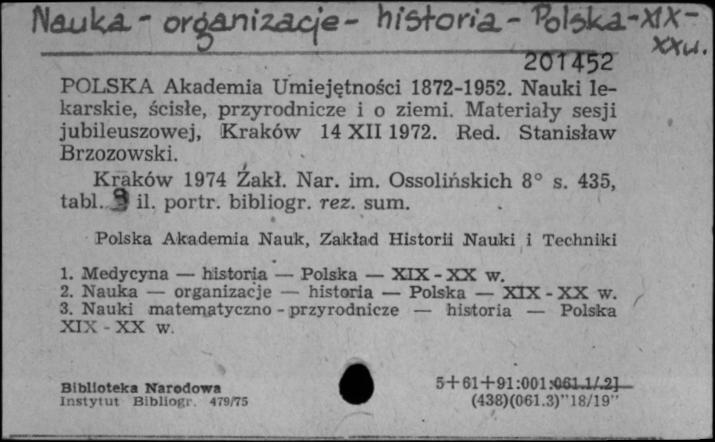 Nauka - organizacje - historia - Polska - XIX -
XXw.
201452
POLSKA Akademia Umiejętności 1872-1952. Nauki le-
karskie, ścisłe, przyrodnicze i o ziemi. Materiały sesji
jubileuszowej, Kraków 14 XII 1972. Red. Stanisław
Brzozowski.
Kraków 1974 Zakł. Nar. im. Ossolińskich 8° s. 435,
tabl. 9 il. portr. bibliogr. rez. sum.
Polska Akademia Nauk, Zakład Historii Nauki i Techniki
1. Medycyna — historia — Polska — XIX - XX w.
2. Nauka — organizacje — historia — Polska — XIX - XX w.
3. Nauki matematyczno - przyrodnicze — historia — Polska
XIX - XX w.
Biblioteka Narodowa
Instytut Bibliogr. 479/75
5+61+91:001:061.1/.2]
(438)(061.3)"18/19"